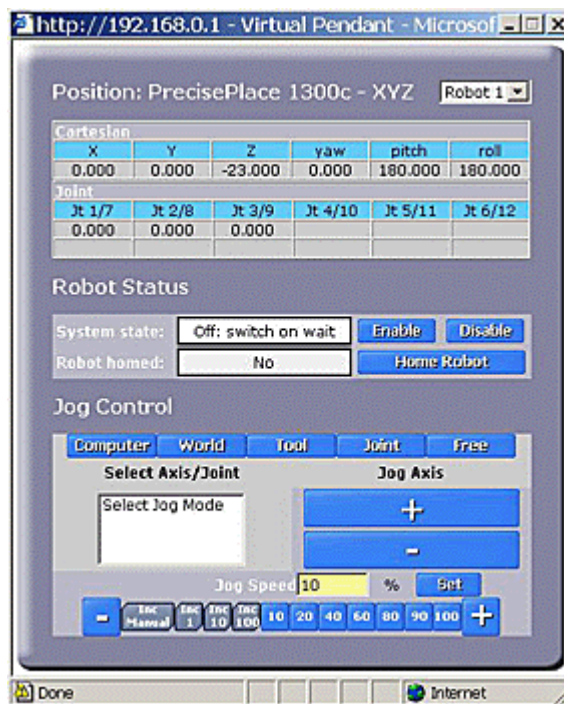 http://192.168.0.1 - Virtual Pendant - Microsof
Position: PrecisePlace 1300c - XYZ Robot 1
Cartesian
X Y Z yaw pitch roll
0.000 0.000 -23.000 0.000 180.000 180.000
Joint
Jt 1/7 Jt 2/8 Jt 3/9 Jt 4/10 Jt 5/11 Jt 6/12
0.000 0.000 0.000
Robot Status
System state: Off: switch on wait Enable Disable
Robot homed: No Home Robot
Jog Control
Computer World Tool Joint Free
Select Axis/Joint Jog Axis
Select Jog Mode +
-
Jog Speed 10 % Set
- Inc Manual Inc 1 Inc 10 Inc 100 10 20 40 60 80 90 100 +
Done Internet